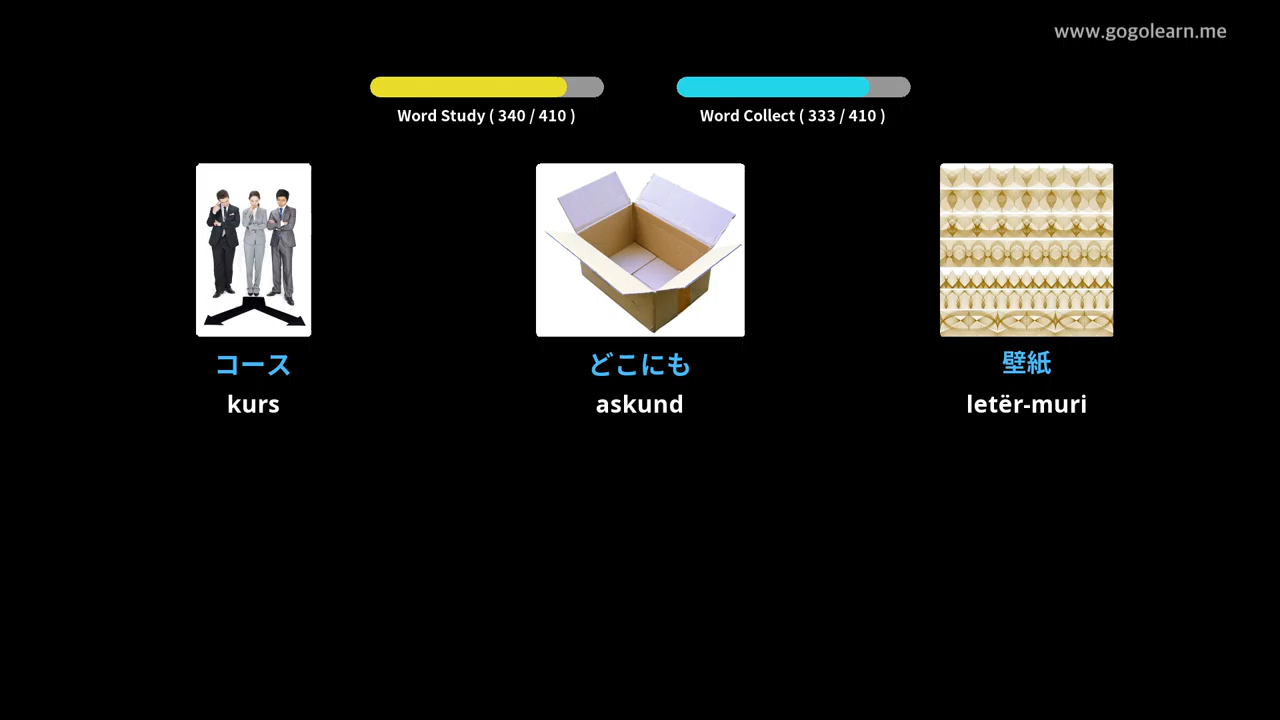 www.gogolearn.me
Word Study ( 340 / 410 )
Word Collect ( 333 / 410 )
コース
kurs
どこにも
askund
壁紙
letër-muri